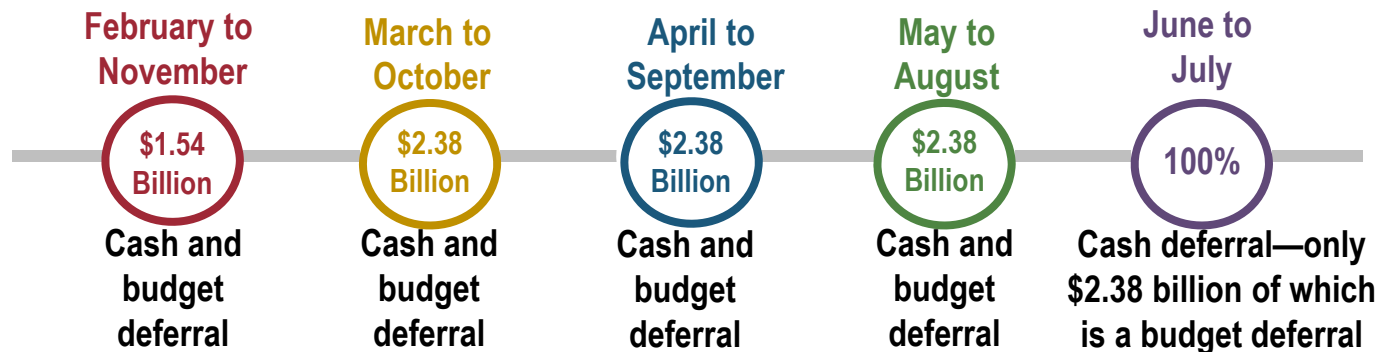 February to
November
$1.54
Billion
Cash and
budget
deferral
March to
October
$2.38
Billion
Cash and
budget
deferral
April to
September
$2.38
Billion
Cash and
budget
deferral
May to
August
$2.38
Billion
Cash and
budget
deferral
June to
July
100%
Cash deferral—only
$2.38 billion of which
is a budget deferral